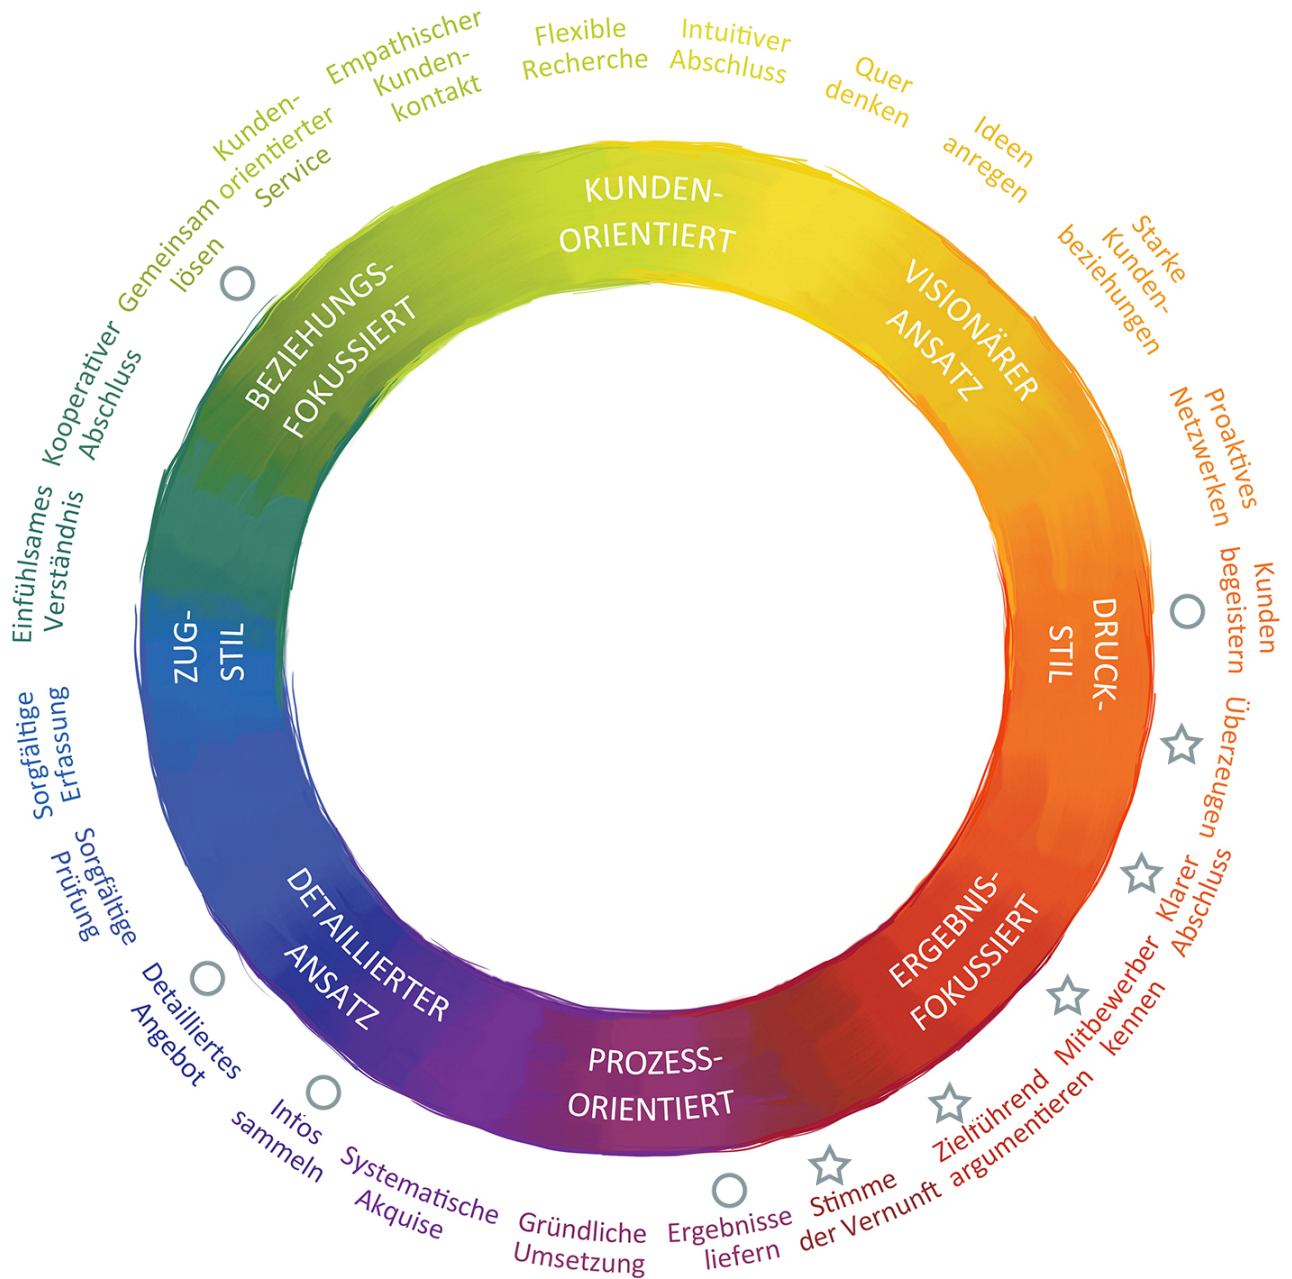 Empathischer
Kunden-
kontakt
Flexible
Recherche
Intuitiver
Abschluss
Quer
denken
Ideen
anregen
Starke
Kunden-
beziehungen
Proaktives
Netzwerken
Kunden
begeistern
Überzeugen
Klarer
Abschluss
Mitbewerber
kennen
Zielführend
argumentieren
Stimme
der Vernunft
Ergebnisse
liefern
Gründliche
Umsetzung
Systematische
Akquise
Infos
sammeln
Detailliertes
Angebot
Sorgfältige
Prüfung
Sorgfältige
Erfassung
Einfühlsames
Verständnis
Kooperativer
Abschluss
Gemeinsam
lösen
Kunden-
orientierter
Service
KUNDEN-
ORIENTIERT
VISIONÄRER
ANSATZ
DRUCK-
STIL
ERGEBNIS-
FOKUSSIERT
PROZESS-
ORIENTIERT
DETAILLIERTER
ANSATZ
ZUG-
STIL
BEZIEHUNGS-
FOKUSSIERT